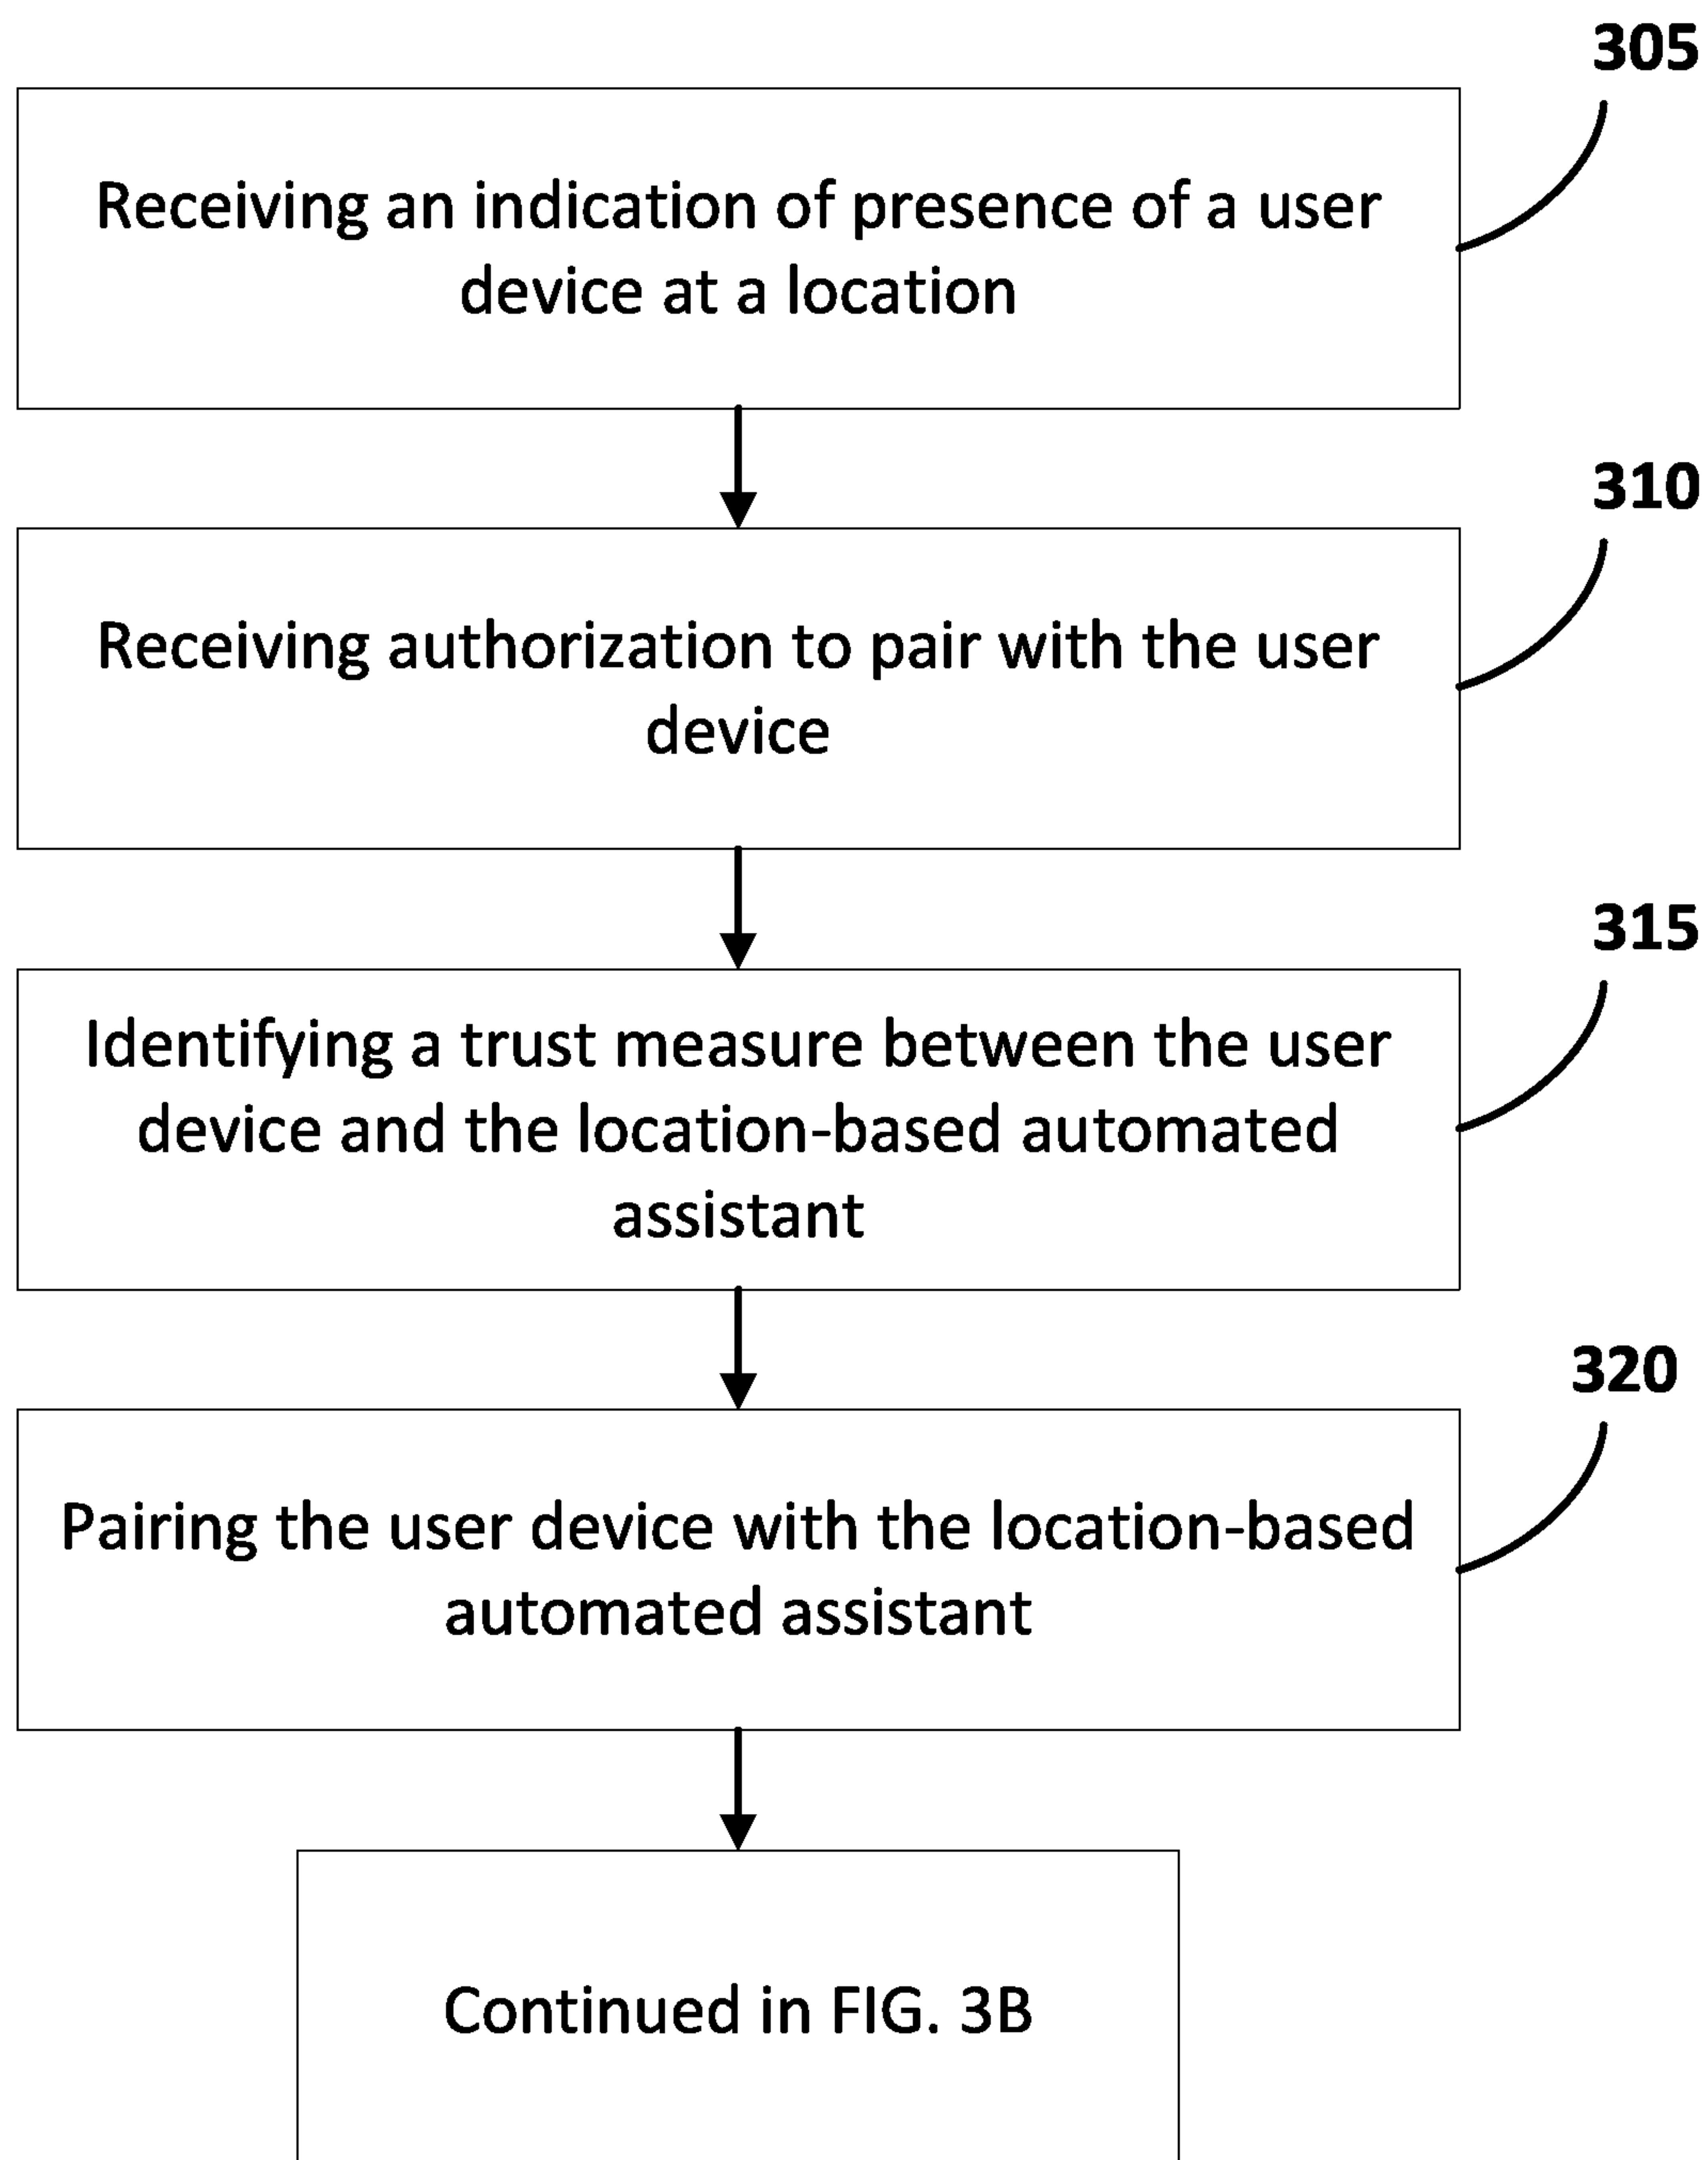 305
Receiving an indication of presence of a user
device at a location
310
Receiving authorization to pair with the user
device
315
Identifying a trust measure between the user
device and the location-based automated
assistant
320
Pairing the user device with the location-based
automated assistant
Continued in FIG. 3B